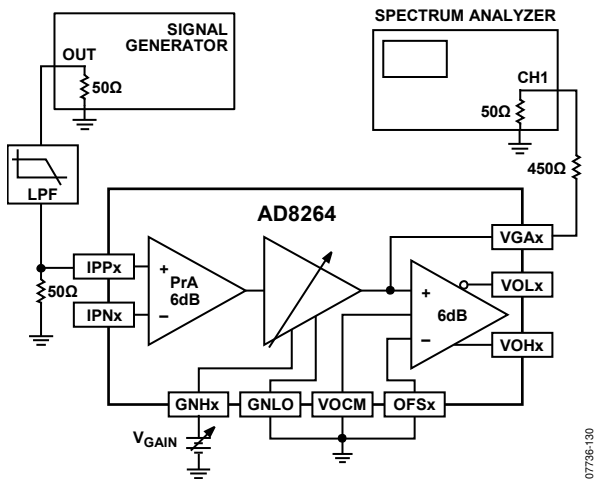 SIGNAL
GENERATOR
OUT
50Ω
SPECTRUM ANALYZER
CH1
50Ω
450Ω
LPF
AD8264
VGAx
IPPx
+
PrA
6dB
–
+
6dB
–
VOLx
50Ω
IPNx
VOHx
GNHx
GNLO
VOCM
OFSx
VGAIN
07736-130